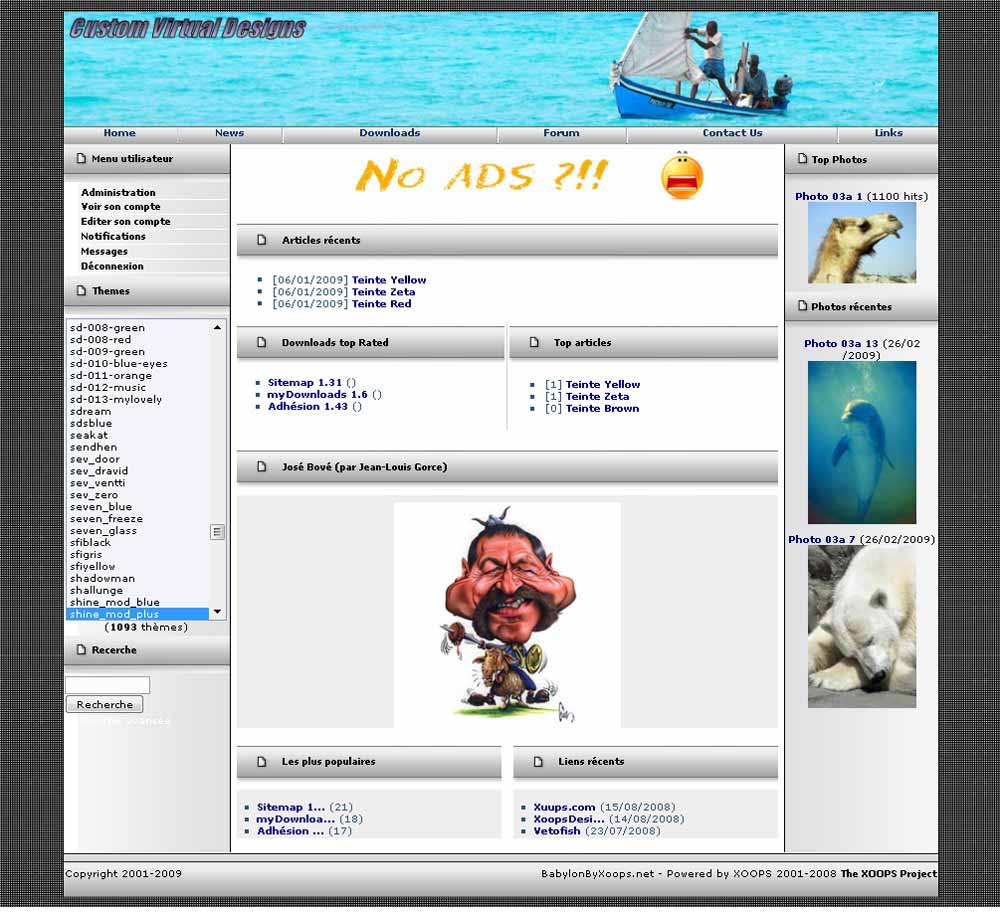 Custom Virtual Designs
Home News Downloads Forum Contact Us Links
Menu utilisateur
Administration
Voir son compte
Editer son compte
Notifications
Messages
Déconnexion
Themes
sd-008-green
sd-008-red
sd-009-green
sd-010-blue-eyes
sd-011-orange
sd-012-music
sd-013-mylovely
sdream
sdsblue
seakat
sendhen
sev_door
sev_dravid
sev_ventti
sev_zero
seven_blue
seven_freeze
seven_glass
sfiblack
sfigris
sfiyellow
shadowman
shallunge
shine_mod_blue
shine_mod_plus
(1093 thèmes)
Recerche
Recherche
avancée
No ADS ?!!
Articles récents
[06/01/2009] Teinte Yellow
[06/01/2009] Teinte Zeta
[06/01/2009] Teinte Red
Downloads top Rated
Sitemap 1.31 ()
myDownloads 1.6 ()
Adhésion 1.43 ()
Top articles
[1] Teinte Yellow
[1] Teinte Zeta
[0] Teinte Brown
José Bové (par Jean-Louis Gorce)
Les plus populaires
Sitemap 1... (21)
myDownloa... (18)
Adhésion ... (17)
Liens récents
Xuups.com (15/08/2008)
XoopsDesi... (14/08/2008)
Vetofish (23/07/2008)
Top Photos
Photo 03a 1 (1100 hits)
Photos récentes
Photo 03a 13 (26/02
/2009)
Photo 03a 7 (26/02/2009)
Copyright 2001-2009
BabylonByXoops.net - Powered by XOOPS 2001-2008 The XOOPS Project